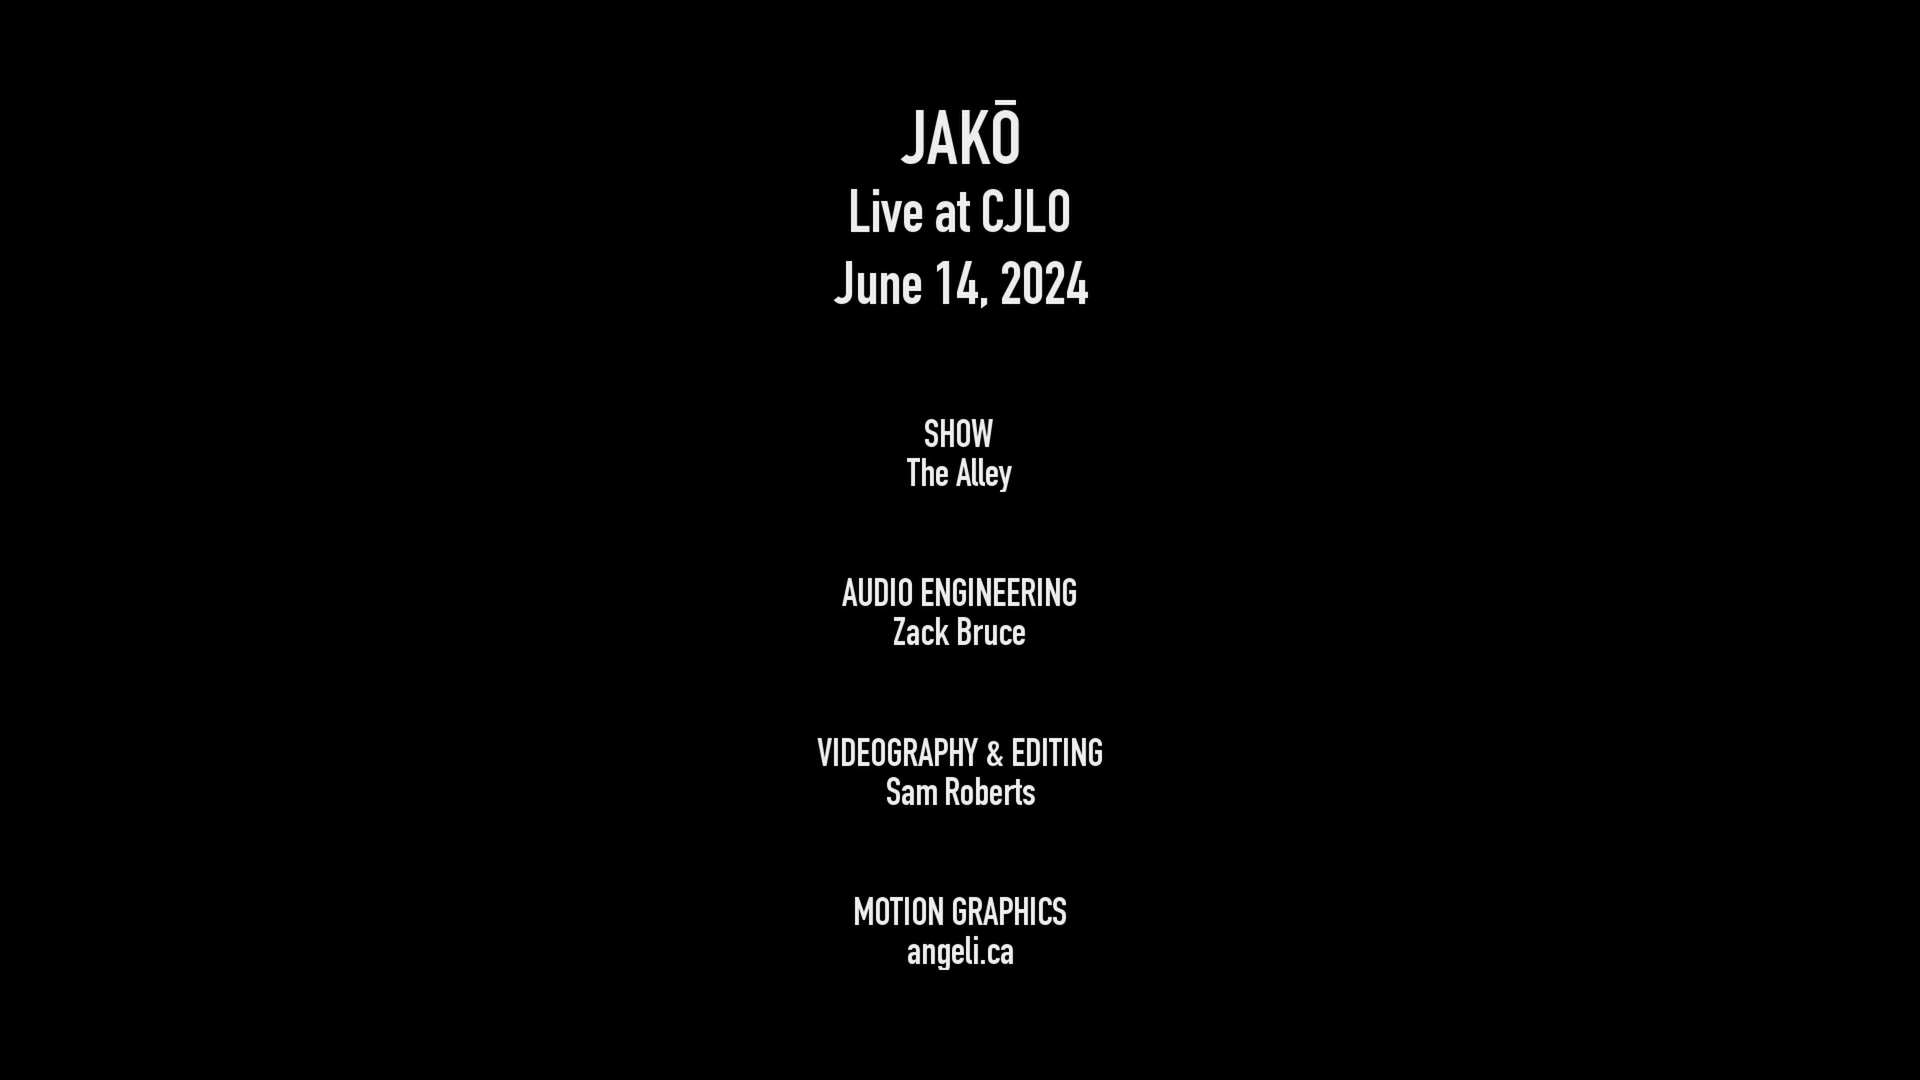 JAKŌ
Live at CJLO
June 14, 2024
SHOW
The Alley
AUDIO ENGINEERING
Zack Bruce
VIDEOGRAPHY & EDITING
Sam Roberts
MOTION GRAPHICS
angeli.ca